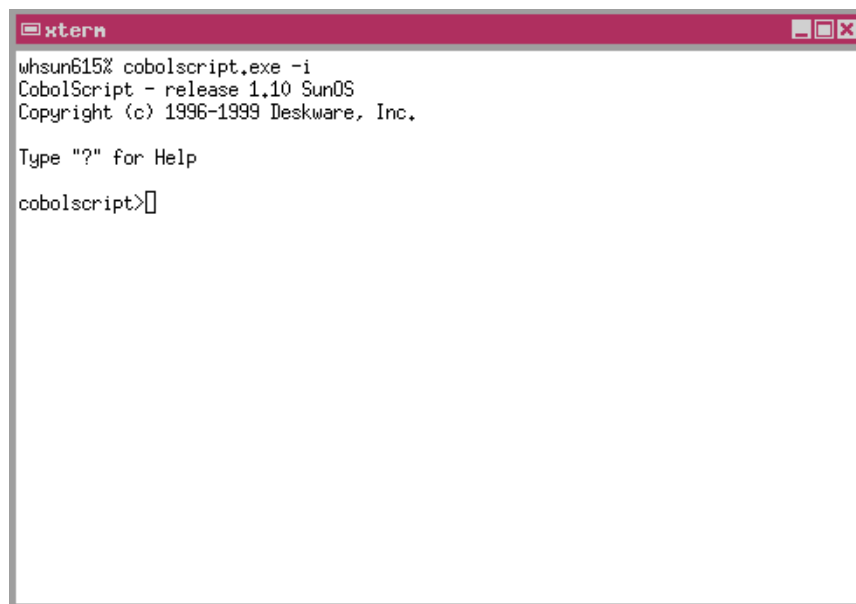 xterm
whsun615% cobolscript.exe -i
CobolScript - release 1.10 SunOS
Copyright (c) 1996-1999 Deskware, Inc.
Type "?" for Help
cobolscript>